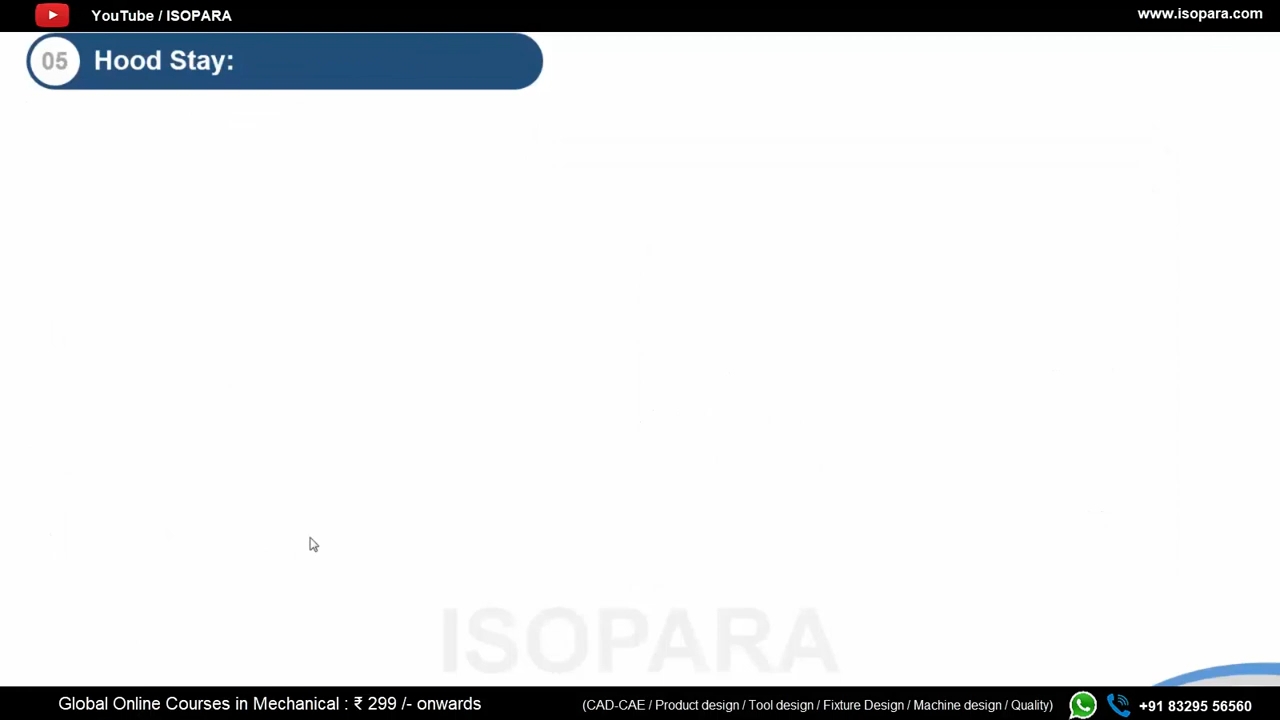 YouTube / ISOPARA
www.isopara.com
05 Hood Stay:
ISOPARA
Global Online Courses in Mechanical : ₹ 299 /- onwards
(CAD-CAE / Product design / Tool design / Fixture Design / Machine design / Quality)
+91 83295 56560